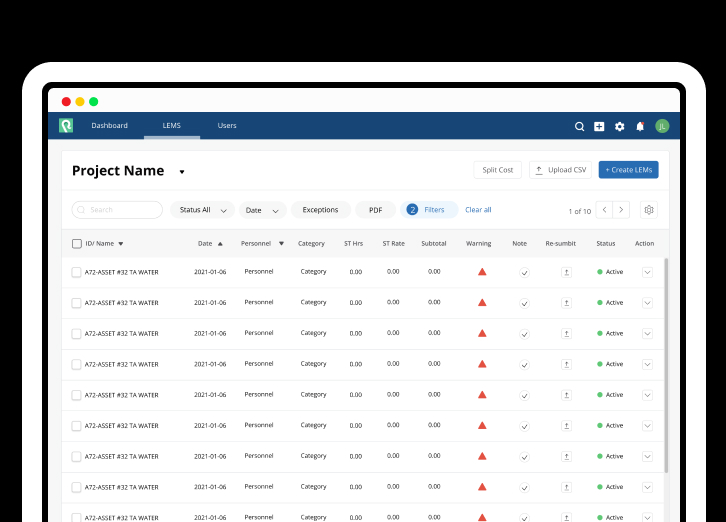 Dashboard LEMS Users JL
Project Name Split Cost Upload CSV + Create LEMs
Search Status All Date Exceptions PDF 2 Filters Clear all 1 of 10
ID/ Name Date Personnel Category ST Hrs ST Rate Subtotal Warning Note Re-sumbit Status Action
A72-ASSET #32 TA WATER 2021-01-06 Personnel Category 0.00 0.00 0.00 Active
A72-ASSET #32 TA WATER 2021-01-06 Personnel Category 0.00 0.00 0.00 Active
A72-ASSET #32 TA WATER 2021-01-06 Personnel Category 0.00 0.00 0.00 Active
A72-ASSET #32 TA WATER 2021-01-06 Personnel Category 0.00 0.00 0.00 Active
A72-ASSET #32 TA WATER 2021-01-06 Personnel Category 0.00 0.00 0.00 Active
A72-ASSET #32 TA WATER 2021-01-06 Personnel Category 0.00 0.00 0.00 Active
A72-ASSET #32 TA WATER 2021-01-06 Personnel Category 0.00 0.00 0.00 Active
A72-ASSET #32 TA WATER 2021-01-06 Personnel Category 0.00 0.00 0.00 Active
A72-ASSET #32 TA WATER 2021-01-06 Personnel Category 0.00 0.00 0.00 Active